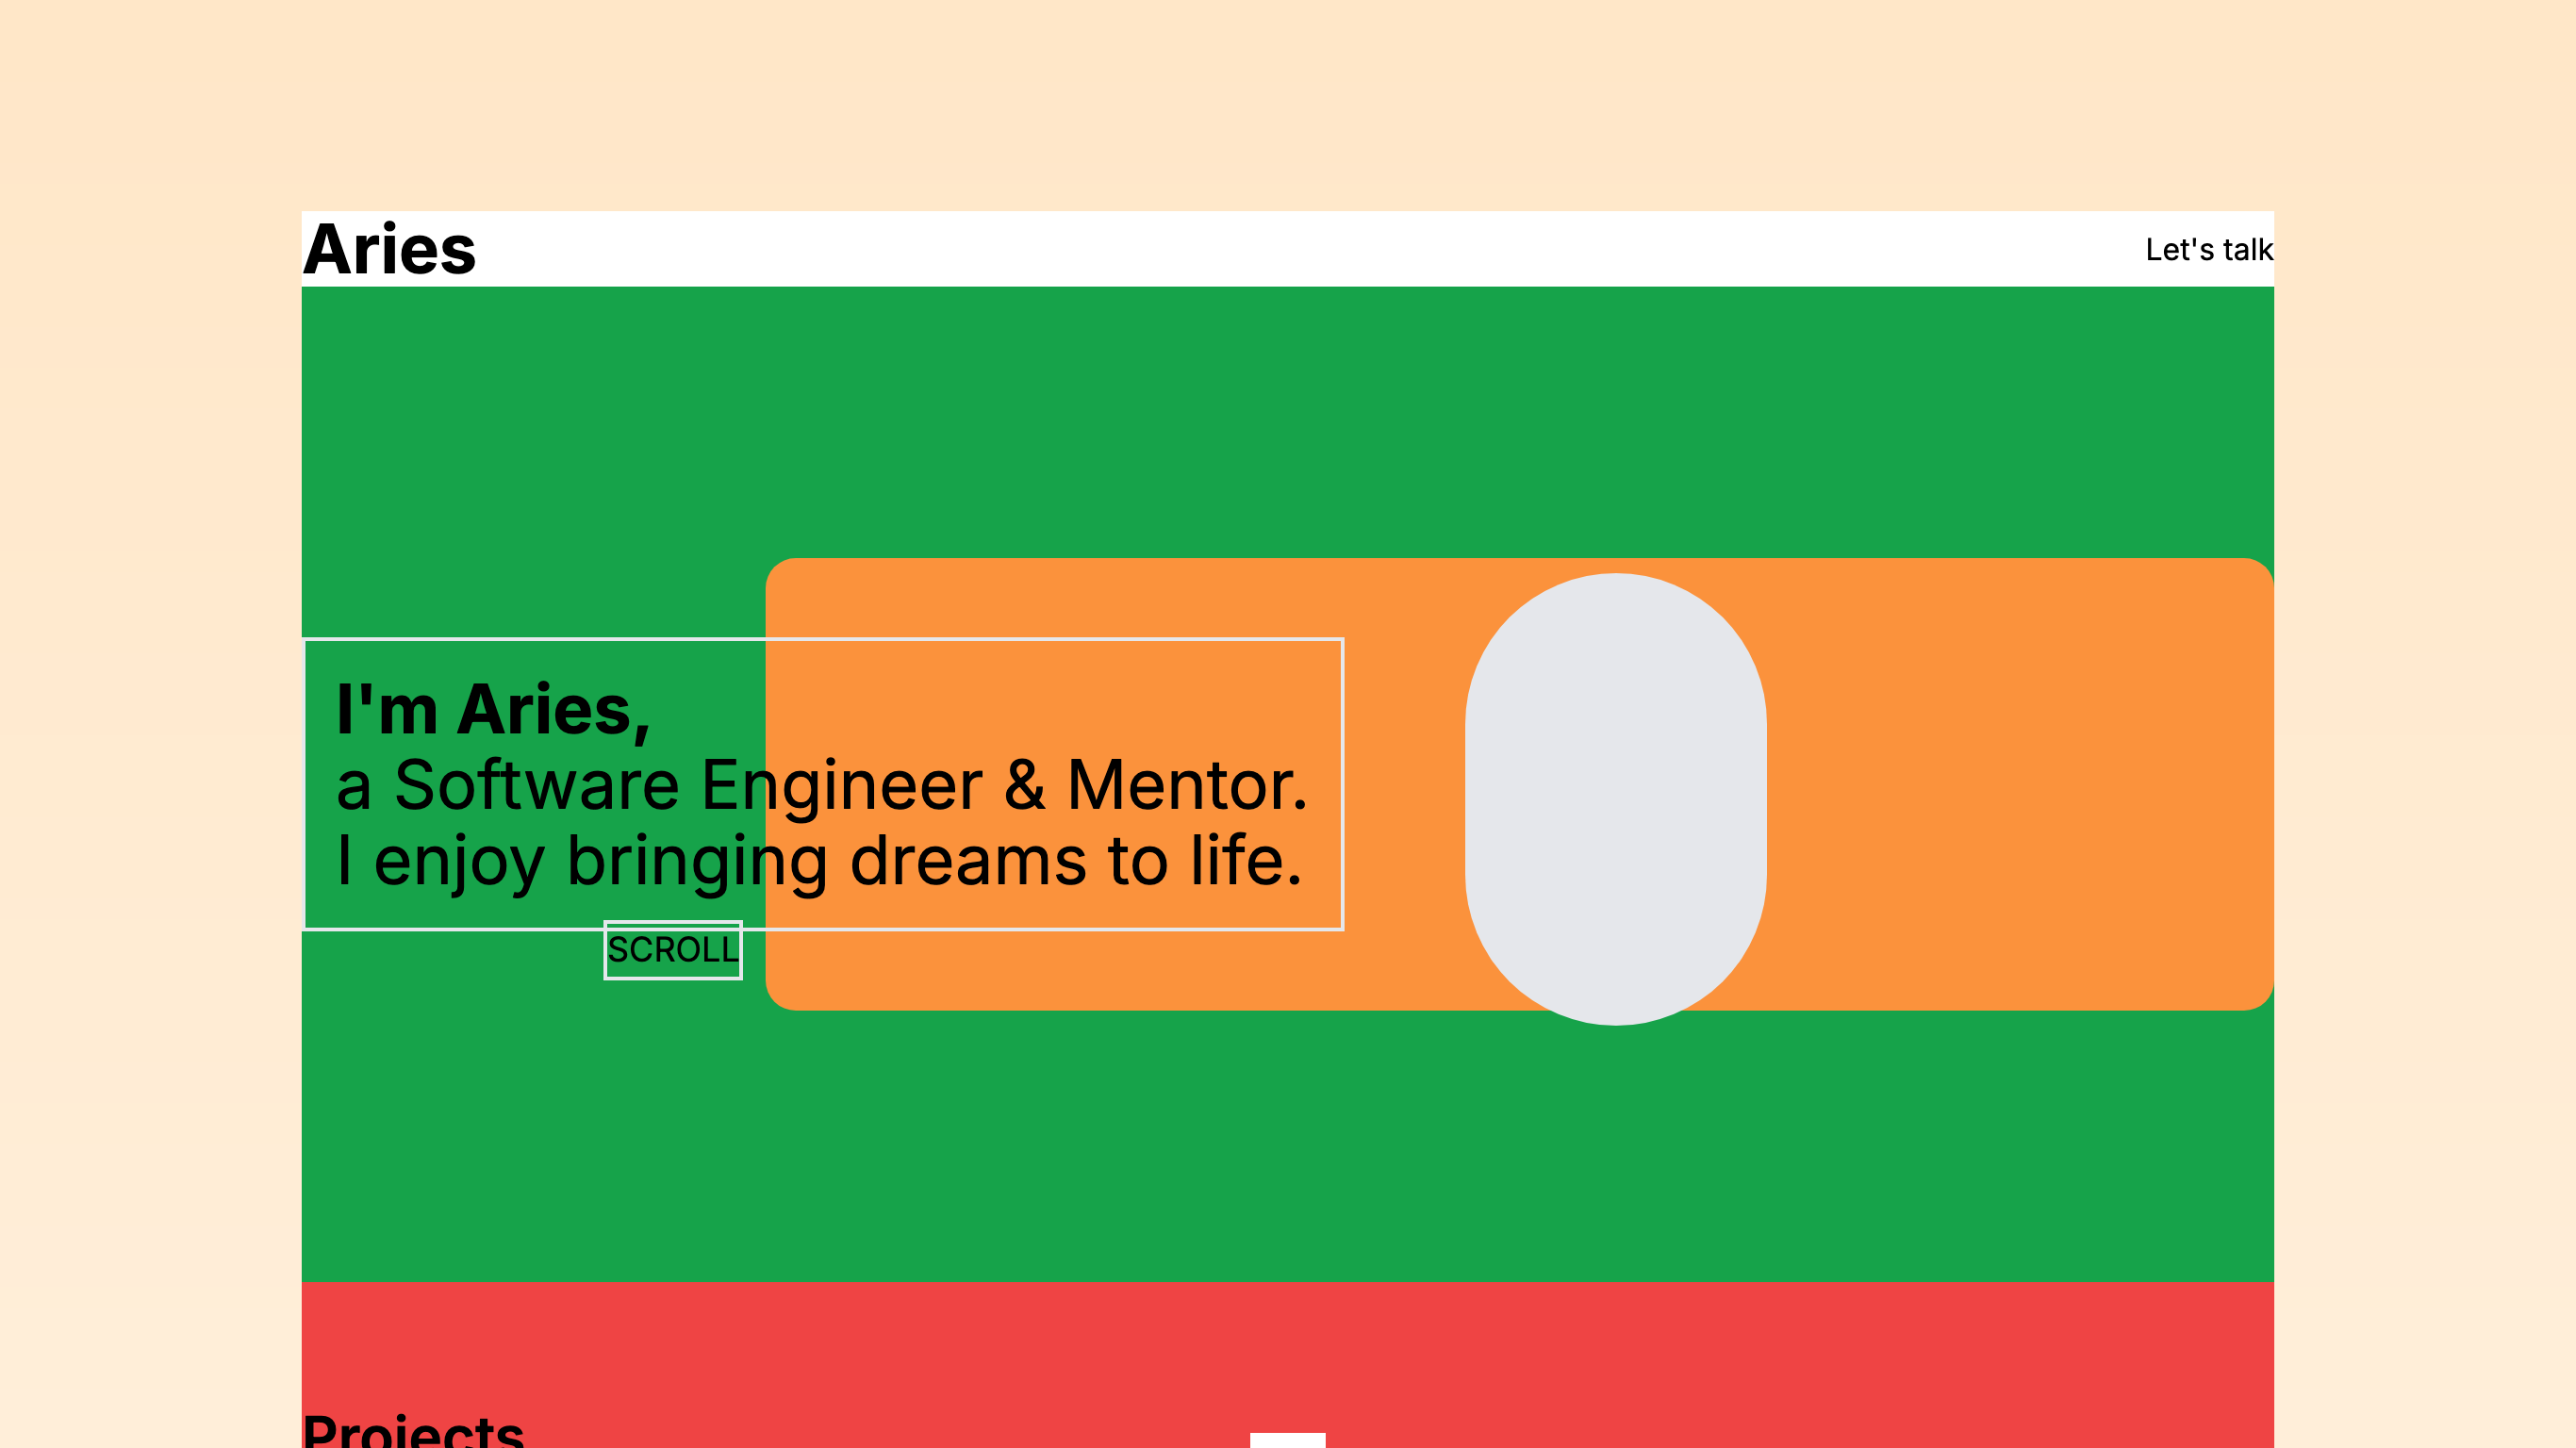 Aries
Let's talk
I'm Aries,
a Software Engineer & Mentor.
I enjoy bringing dreams to life.
SCROLL
Projects